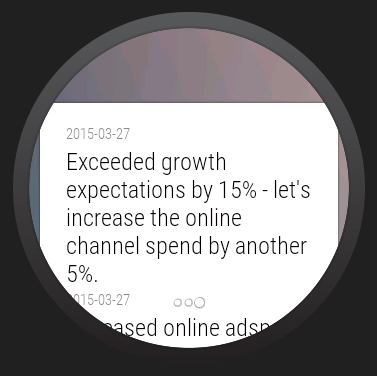 2015-03-27
Exceeded growth
expectations by 15% - let's
increase the online
channel spend by another
5%.
2015-03-27
online